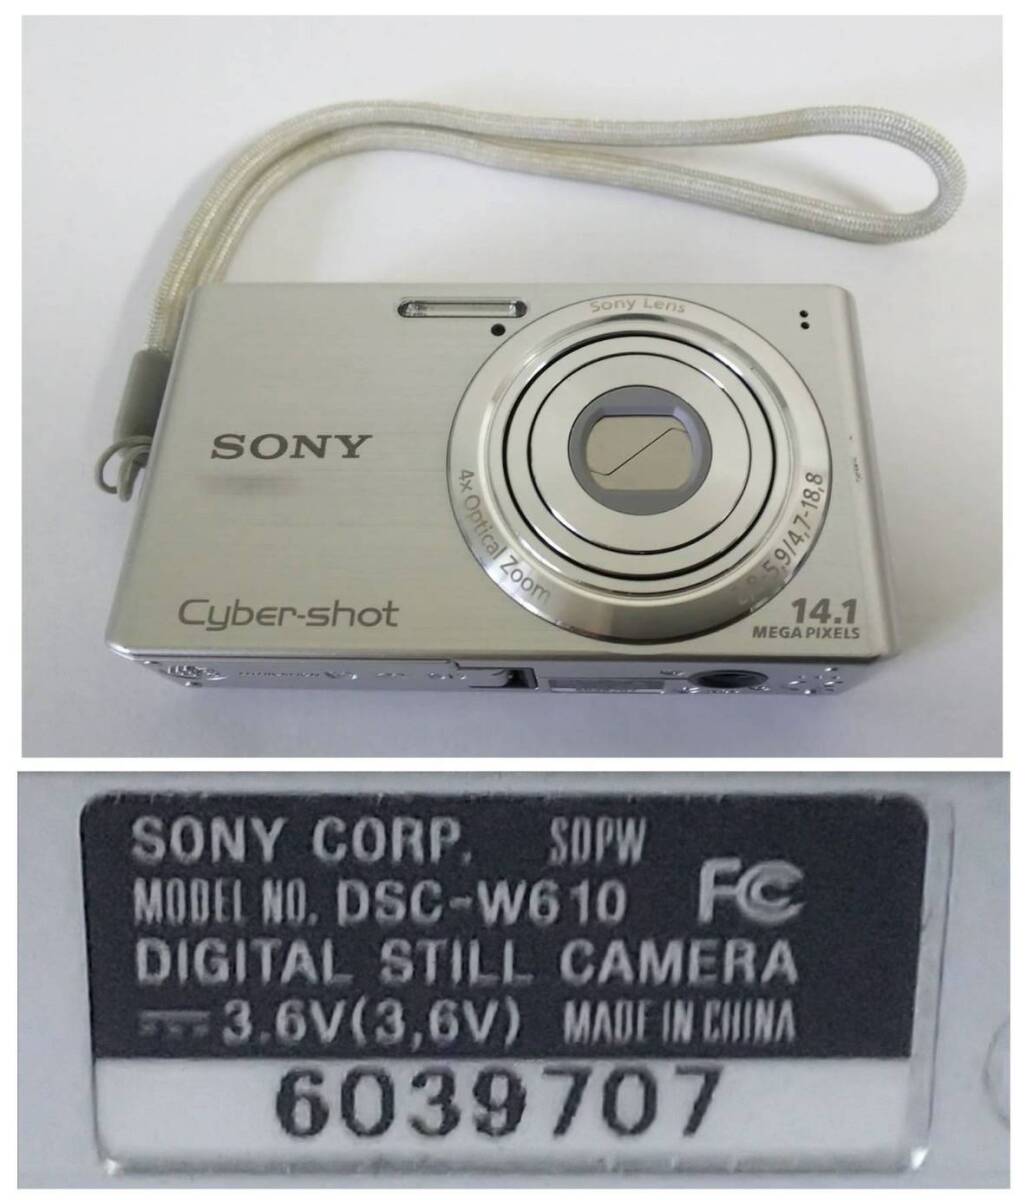 Sony Lens
SONY
4x Optical Zoom
5,9/4,7-18,8
Cyber-shot
14.1
MEGA PIXELS
SONY CORP. SOPW
MODEL NO. DSC-W610 FC
DIGITAL STILL CAMERA
3.6V(3,6V) MADE IN CHINA
6039707